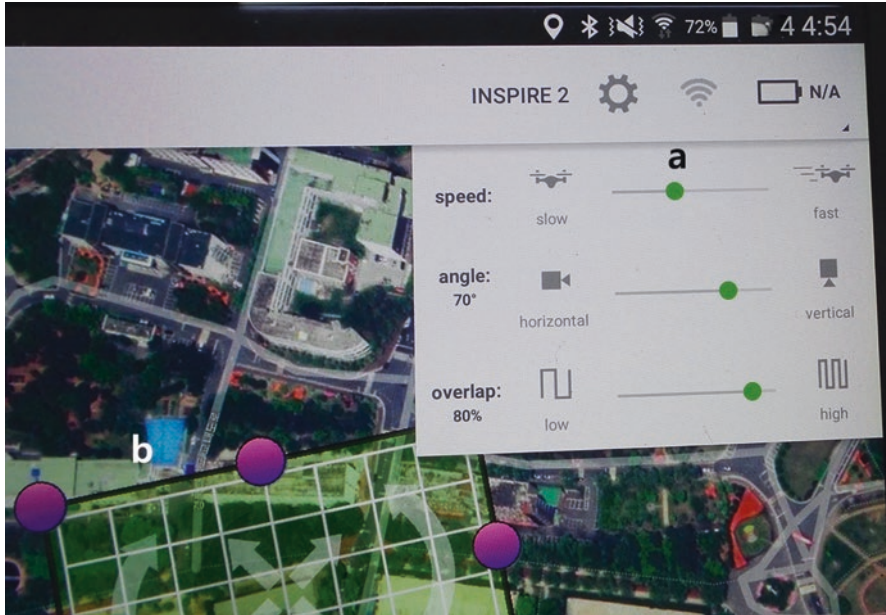 72% 4 4:54
INSPIRE 2 N/A
a
speed:
slow
fast
angle:
70°
horizontal
vertical
overlap:
80%
low
high
b